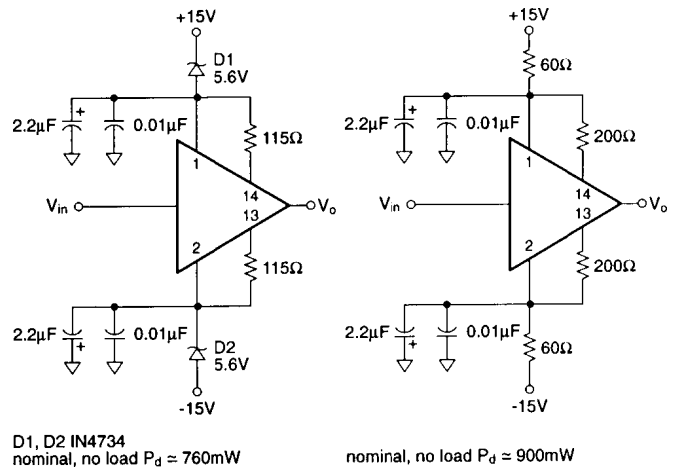 +15V
D1
5.6V
2.2µF
+
0.01µF
115Ω
1
14
Vin
Vo
13
2
115Ω
2.2µF
+
0.01µF
D2
5.6V
-15V
D1, D2 IN4734
nominal, no load Pd ≃ 760mW
+15V
60Ω
2.2µF
+
0.01µF
200Ω
1
14
Vin
Vo
13
2
200Ω
2.2µF
+
0.01µF
60Ω
-15V
nominal, no load Pd ≃ 900mW